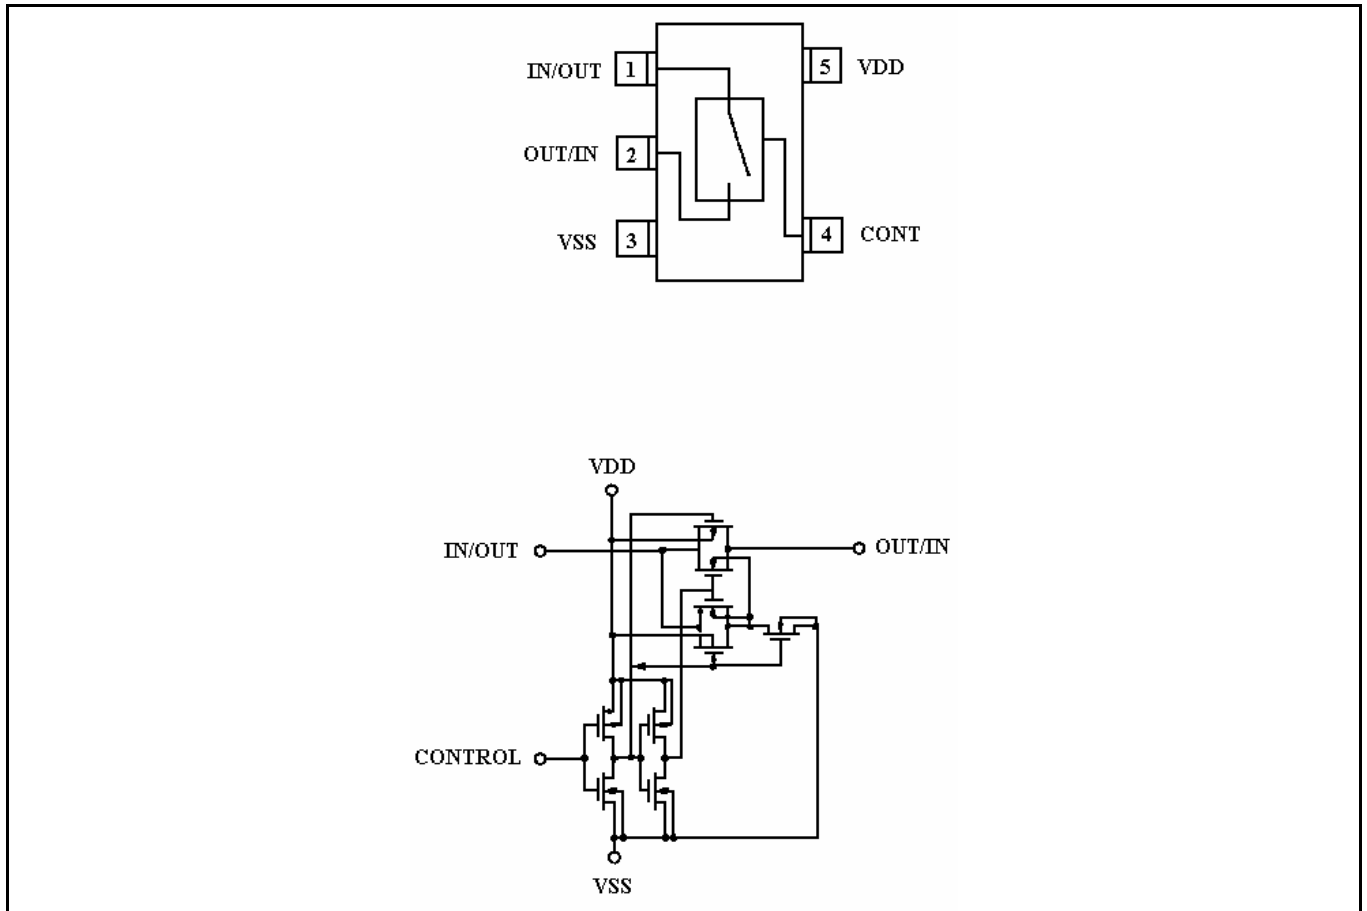 IN/OUT 1 5 VDD
OUT/IN 2
VSS 3 4 CONT
VDD
IN/OUT OUT/IN
CONTROL
VSS